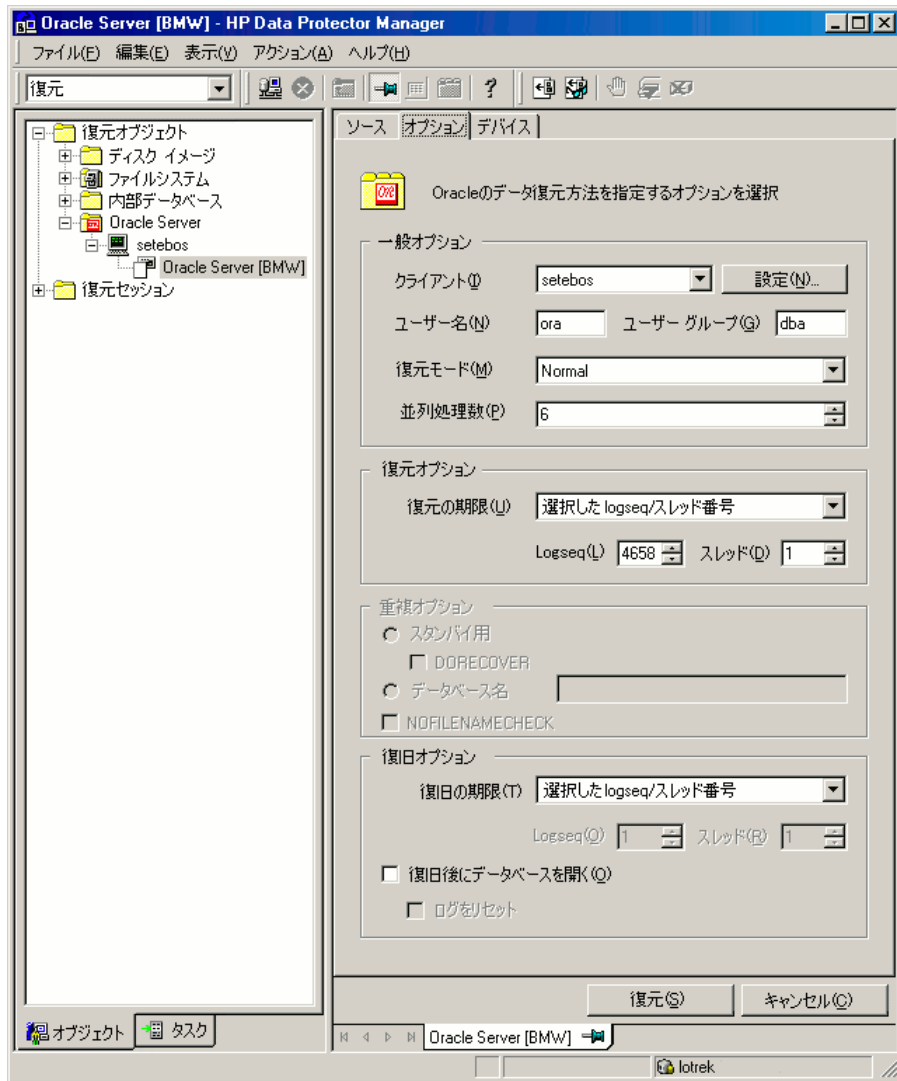 Oracle Server [BMW] - HP Data Protector Manager
ファイル(F) 編集(E) 表示(V) アクション(A) ヘルプ(H)
復元
復元オブジェクト
ディスク イメージ
ファイルシステム
内部データベース
Oracle Server
setebos
Oracle Server [BMW]
復元セッション
オブジェクト タスク
ソース オプション デバイス
Oracleのデータ復元方法を指定するオプションを選択
一般オプション
クライアント(I) setebos 設定(N)...
ユーザー名(N) ora ユーザー グループ(G) dba
復元モード(M) Normal
並列処理数(P) 6
復元オプション
復元の期限(U) 選択した logseq/スレッド番号
Logseq(L) 4658 スレッド(D) 1
重複オプション
スタンバイ用
DORECOVER
データベース名
NOFILENAMECHECK
復旧オプション
復旧の期限(T) 選択したlogseq/スレッド番号
Logseq(Q) 1 スレッド(R) 1
復旧後にデータベースを開く(O)
ログをリセット
復元(S) キャンセル(C)
Oracle Server [BMW]
lotrek